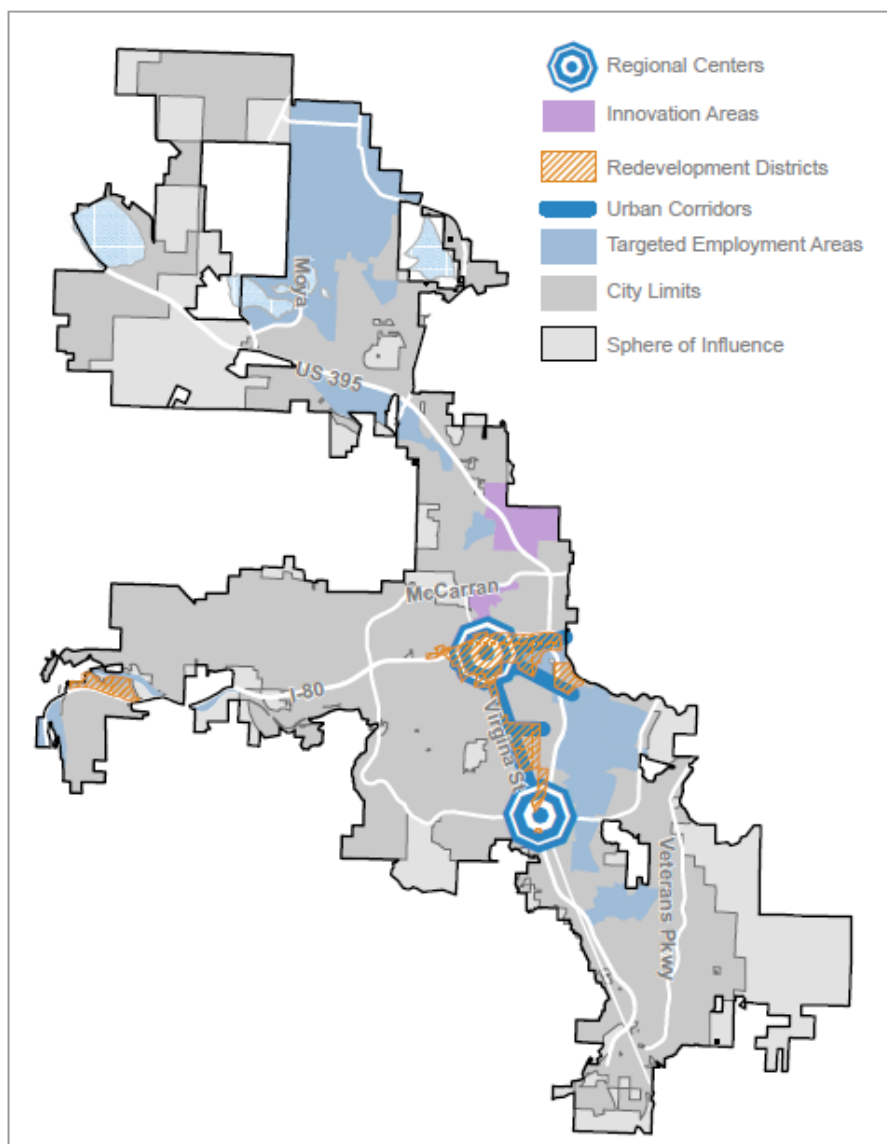 Regional Centers
Innovation Areas
Redevelopment Districts
Urban Corridors
Targeted Employment Areas
City Limits
Sphere of Influence
Moya
US 395
McCarran
I-80
Virgina St
Veterans Pkwy